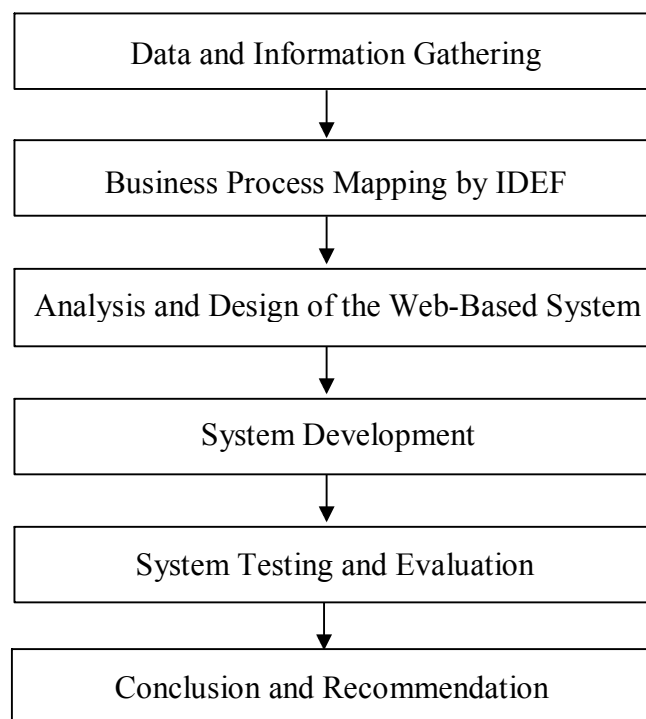 Data and Information Gathering
Business Process Mapping by IDEF
Analysis and Design of the Web-Based System
System Development
System Testing and Evaluation
Conclusion and Recommendation